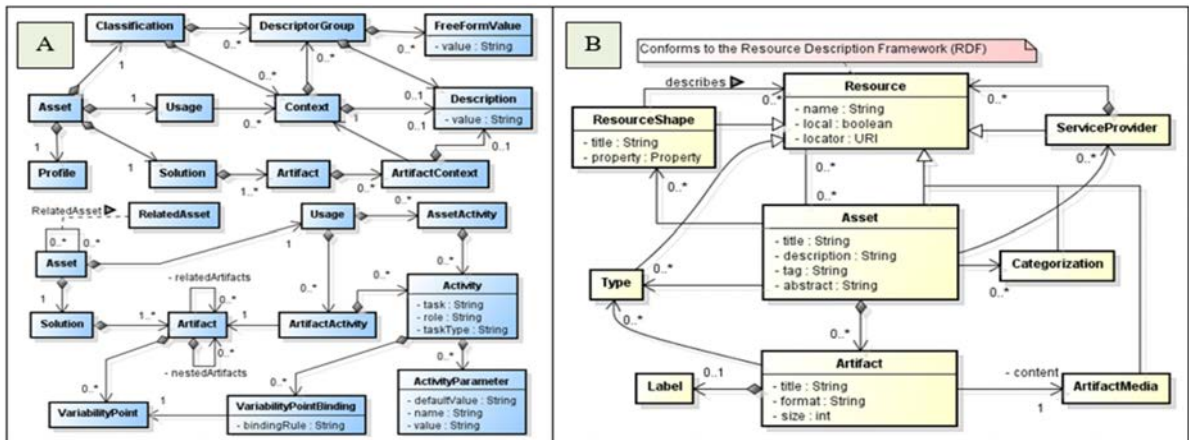 A
Classification
DescriptorGroup
FreeFormValue
- value : String
0..*
0..*
1
0..*
0..*
0..*
0..1
Asset
1
Usage
0..*
Context
0..1
Description
- value : String
1
1
0..1
Profile
Solution
1..*
Artifact
0..*
ArtifactContext
RelatedAsset
RelatedAsset
Usage
AssetActivity
0..*
0..*
0..*
1
Asset
0..*
- relatedArtifacts
0..*
Activity
- task : String
- role : String
- taskType : String
1
0..*
0..*
0..*
Solution
1..*
Artifact
1
ArtifactActivity
0..*
- nestedArtifacts
0..*
0..*
0..*
ActivityParameter
- defaultValue : String
- name : String
- value : String
VariabilityPoint
1
VariabilityPointBinding
- bindingRule : String
B
Conforms to the Resource Description Framework (RDF)
describes
0..*
Resource
- name : String
- local : boolean
- locator : URI
0..*
ResourceShape
- title : String
- property : Property
ServiceProvider
0..*
0..*
0..*
0..*
Asset
- title : String
- description : String
- tag : String
- abstract : String
0..*
Type
Categorization
0..*
0..*
0..*
Artifact
- title : String
- format : String
- size : int
0..1
Label
- content
1
ArtifactMedia